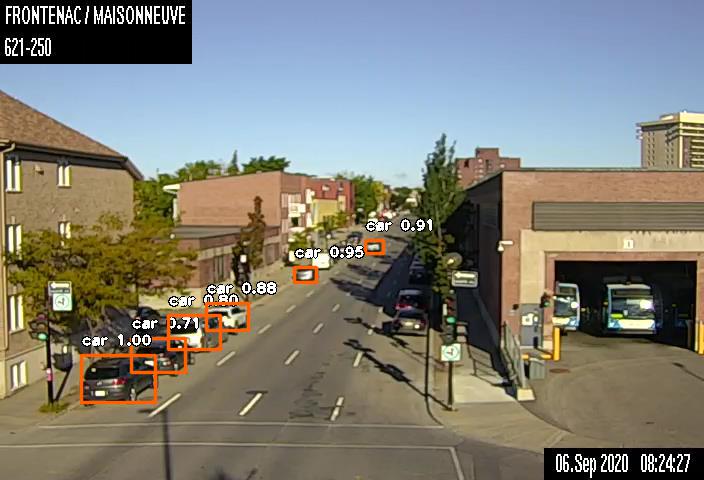 FRONTENAC / MAISONNEUVE
621-250
car 0.91
car 0.95
car 0.88
car 0.80
car 0.71
car 1.00
1
06.Sep 2020 08:24:27